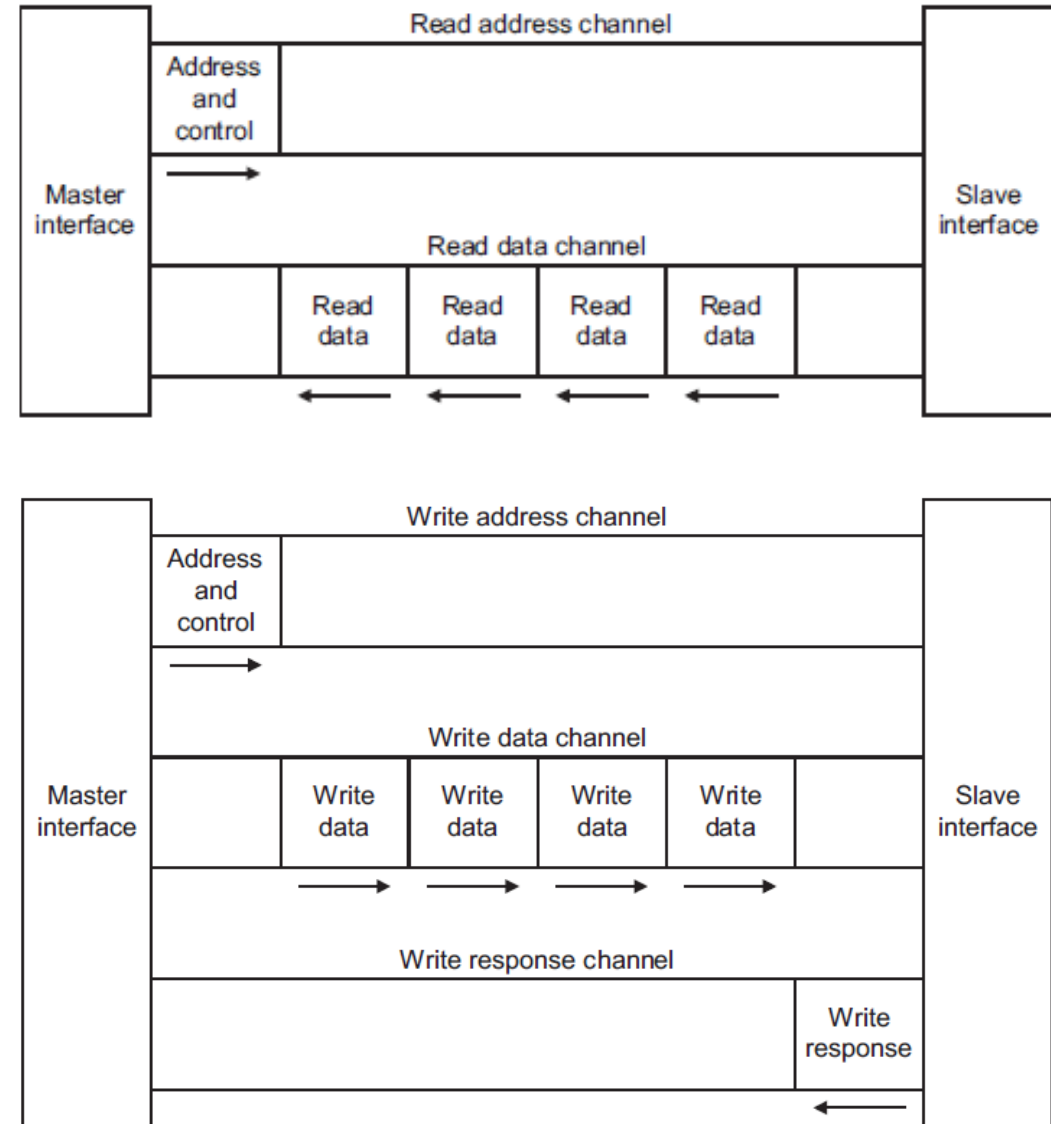 Read address channel
Address
and
control
Master
interface
Slave
interface
Read data channel
Read
data
Read
data
Read
data
Read
data
Write address channel
Address
and
control
Write data channel
Master
interface
Write
data
Write
data
Write
data
Write
data
Slave
interface
Write response channel
Write
response